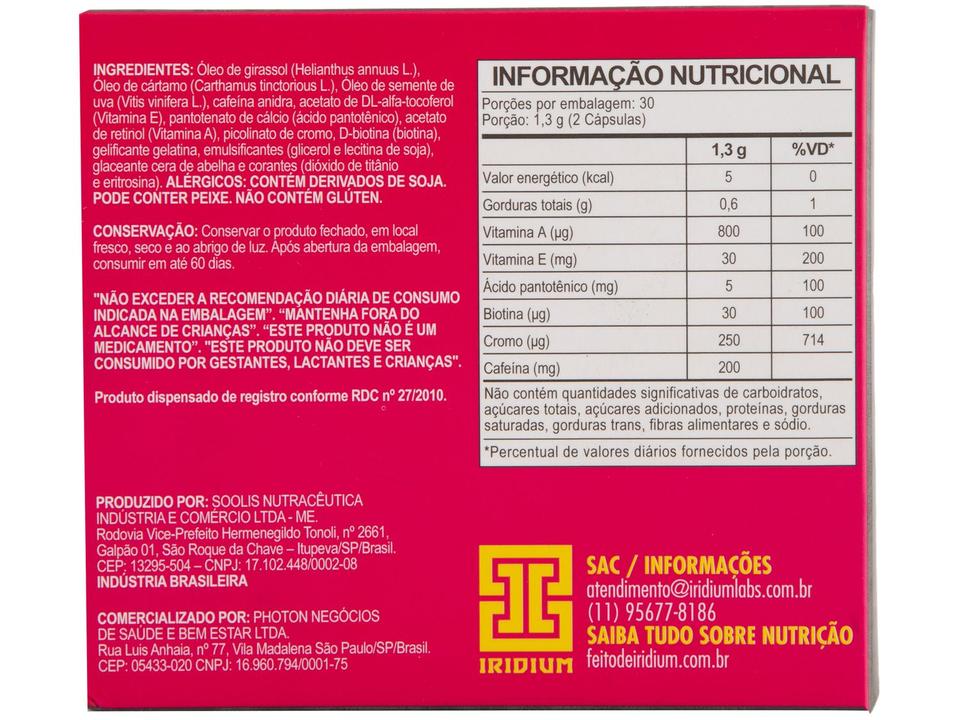 INGREDIENTES: Óleo de girassol (Helianthus annuus L.),
Óleo de cártamo (Carthamus tinctorious L.), Óleo de semente de
uva (Vitis vinifera L.), cafeína anidra, acetato de DL-alfa-tocoferol
(Vitamina E), pantotenato de cálcio (ácido pantotênico), acetato
de retinol (Vitamina A), picolinato de cromo, D-biotina (biotina),
gelificante gelatina, emulsificantes (glicerol e lecitina de soja),
glaceante cera de abelha e corantes (dióxido de titânio
e eritrosina). ALÉRGICOS: CONTÉM DERIVADOS DE SOJA.
PODE CONTER PEIXE. NÃO CONTÉM GLÚTEN.
CONSERVAÇÃO: Conservar o produto fechado, em local
fresco, seco e ao abrigo de luz. Após abertura da embalagem,
consumir em até 60 dias.
"NÃO EXCEDER A RECOMENDAÇÃO DIÁRIA DE CONSUMO
INDICADA NA EMBALAGEM”. “MANTENHA FORA DO
ALCANCE DE CRIANÇAS”. “ESTE PRODUTO NÃO É UM
MEDICAMENTO”. "ESTE PRODUTO NÃO DEVE SER
CONSUMIDO POR GESTANTES, LACTANTES E CRIANÇAS".
Produto dispensado de registro conforme RDC nº 27/2010.
PRODUZIDO POR: SOOLIS NUTRACÊUTICA
INDÚSTRIA E COMÉRCIO LTDA - ME.
Rodovia Vice-Prefeito Hermenegildo Tonoli, nº 2661,
Galpão 01, São Roque da Chave – Itupeva/SP/Brasil.
CEP: 13295-504 – CNPJ: 17.102.448/0002-08
INDÚSTRIA BRASILEIRA
COMERCIALIZADO POR: PHOTON NEGÓCIOS
DE SAÚDE E BEM ESTAR LTDA.
Rua Luis Anhaia, nº 77, Vila Madalena São Paulo/SP/Brasil.
CEP: 05433-020 CNPJ: 16.960.794/0001-75
INFORMAÇÃO NUTRICIONAL
Porções por embalagem: 30
Porção: 1,3 g (2 Cápsulas)
1,3 g %VD*
Valor energético (kcal) 5 0
Gorduras totais (g) 0,6 1
Vitamina A (µg) 800 100
Vitamina E (mg) 30 200
Ácido pantotênico (mg) 5 100
Biotina (µg) 30 100
Cromo (µg) 250 714
Cafeína (mg) 200
Não contém quantidades significativas de carboidratos,
açúcares totais, açúcares adicionados, proteínas, gorduras
saturadas, gorduras trans, fibras alimentares e sódio.
*Percentual de valores diários fornecidos pela porção.
IRIDIUM
SAC / INFORMAÇÕES
atendimento@iridiumlabs.com.br
(11) 95677-8186
SAIBA TUDO SOBRE NUTRIÇÃO
feitodeiridium.com.br